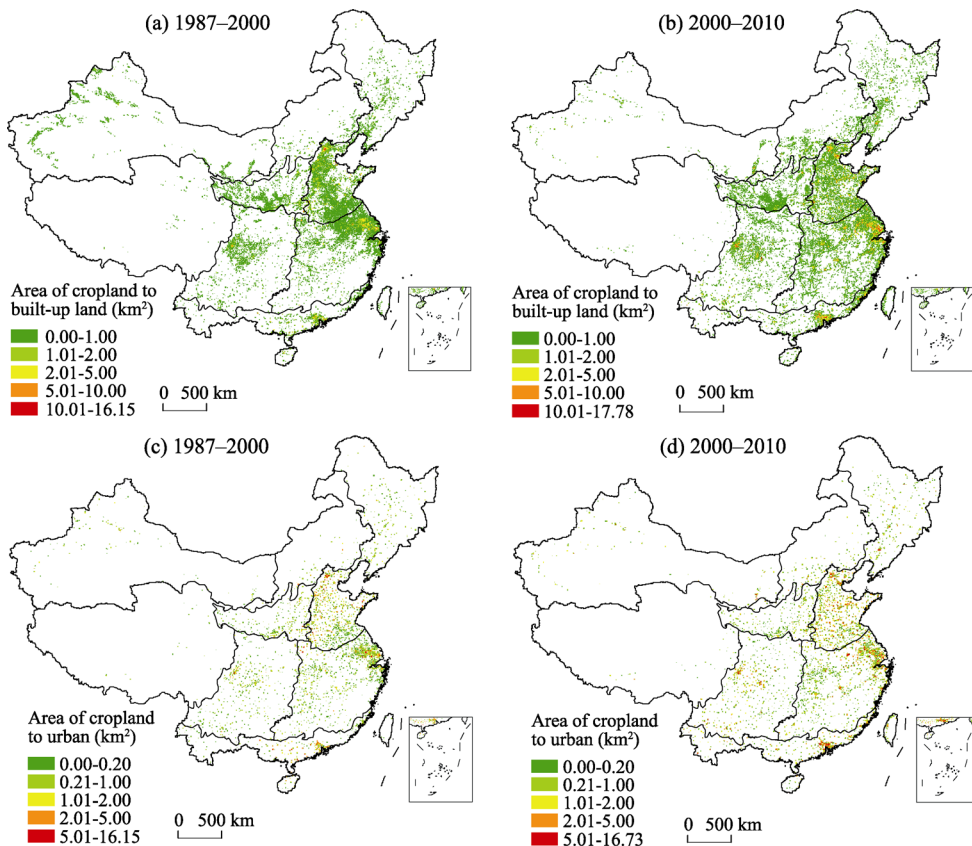 (a) 1987–2000
Area of cropland to
built-up land (km²)
0.00-1.00
1.01-2.00
2.01-5.00
5.01-10.00
10.01-16.15
0 500 km
(b) 2000–2010
Area of cropland to
built-up land (km²)
0.00-1.00
1.01-2.00
2.01-5.00
5.01-10.00
10.01-17.78
0 500 km
(c) 1987–2000
Area of cropland
to urban (km²)
0.00-0.20
0.21-1.00
1.01-2.00
2.01-5.00
5.01-16.15
0 500 km
(d) 2000–2010
Area of cropland
to urban (km²)
0.00-0.20
0.21-1.00
1.01-2.00
2.01-5.00
5.01-16.73
0 500 km